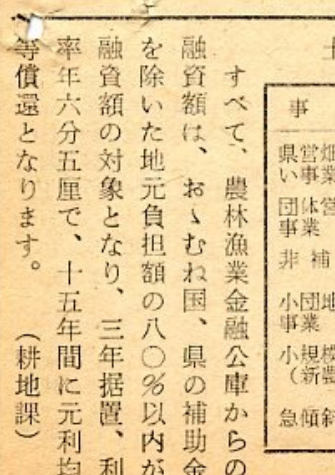 事
県営畑
い事業
団体営
事業
非補
小団地
事業
小規模
(新農
急傾斜
すべて、農林漁業金融公庫からの
融資額は、おゝむね国、県の補助金
を除いた地元負担額の八〇%以内が
融資額の対象となり、三年据置、利
率年六分五厘で、十五年間に元利均
等償還となります。 (耕地課)